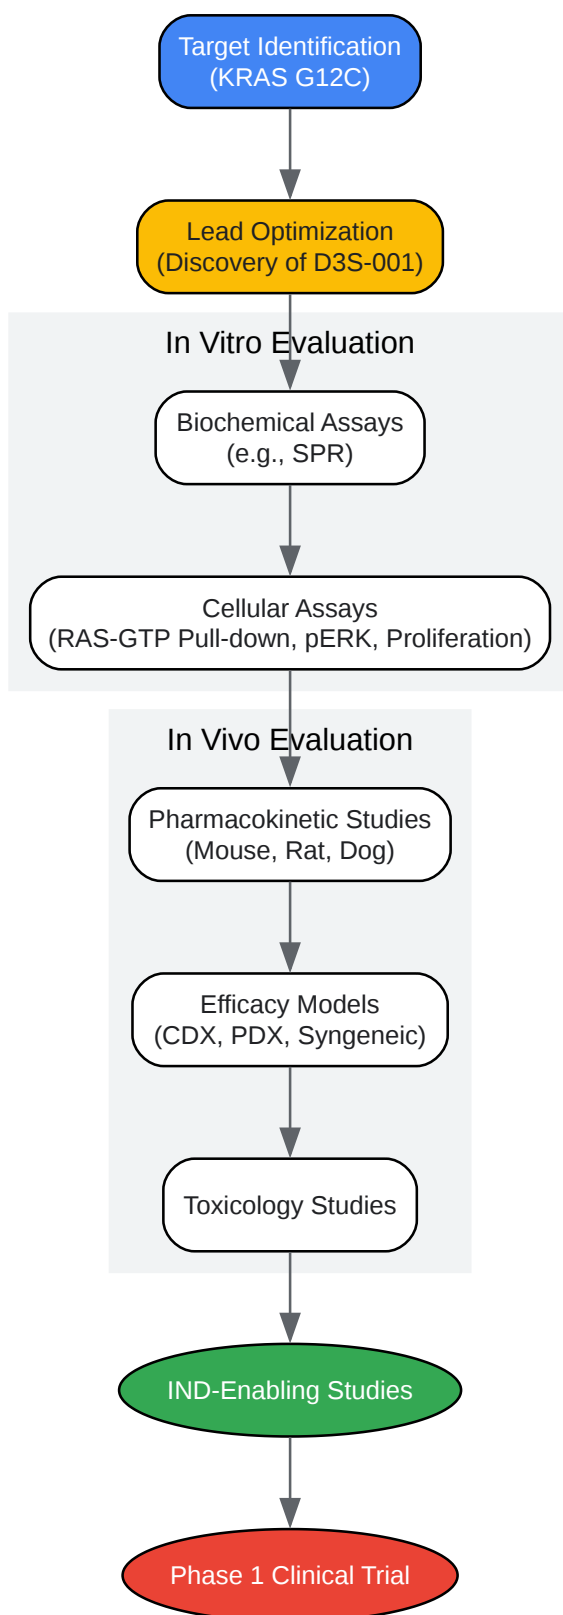 Target Identification
(KRAS G12C)
Lead Optimization
(Discovery of D3S-001)
In Vitro Evaluation
Biochemical Assays
(e.g., SPR)
Cellular Assays
(RAS-GTP Pull-down, pERK, Proliferation)
In Vivo Evaluation
Pharmacokinetic Studies
(Mouse, Rat, Dog)
Efficacy Models
(CDX, PDX, Syngeneic)
Toxicology Studies
IND-Enabling Studies
Phase 1 Clinical Trial